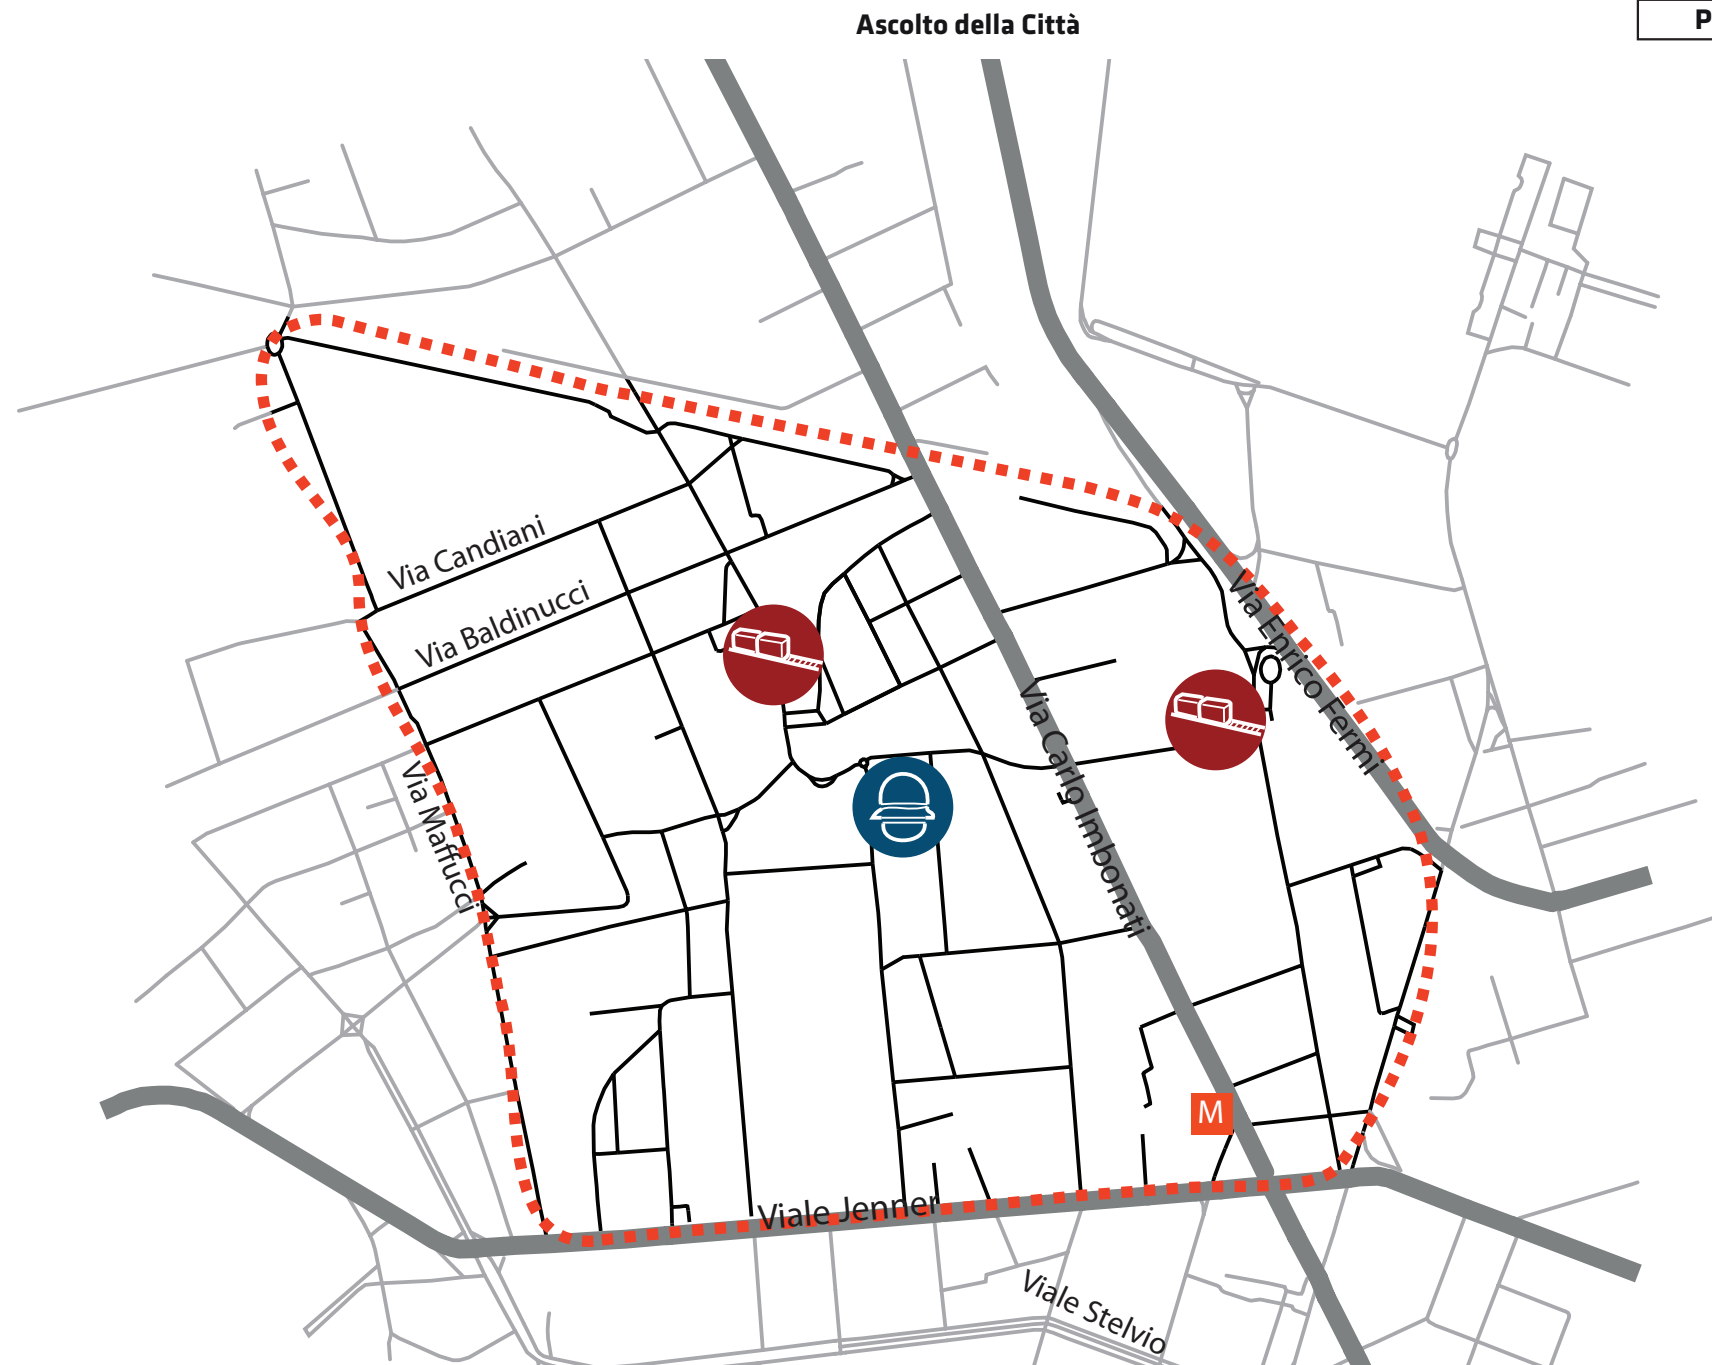 Ascolto della Città
P
Via Candiani
Via Baldinucci
Via Enrico Fermi
Via Carlo Imbonati
Via Maffucci
M
Viale Jenner
Viale Stelvio